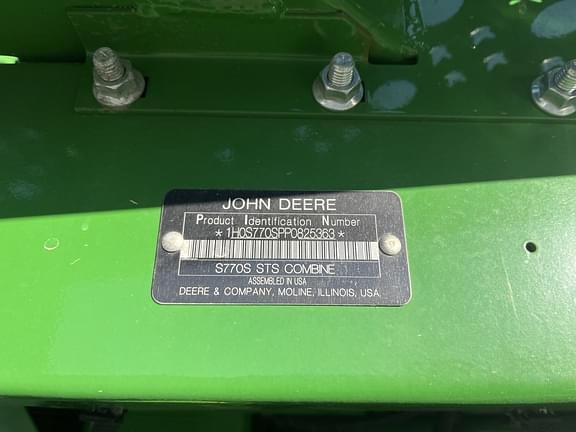 JOHN DEERE
Product Identification Number
*1H0S770SPP0825363*
S770S STS COMBINE
ASSEMBLED IN USA
DEERE & COMPANY, MOLINE, ILLINOIS, USA